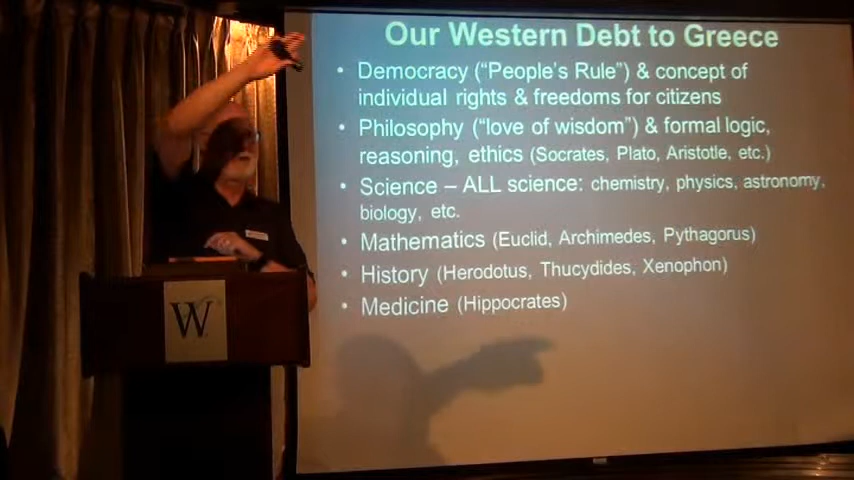 Our Western Debt to Greece
• Democracy (“People’s Rule”) & concept of
individual rights & freedoms for citizens
• Philosophy (“love of wisdom”) & formal logic,
reasoning, ethics (Socrates, Plato, Aristotle, etc.)
• Science – ALL science: chemistry, physics, astronomy,
biology, etc.
• Mathematics (Euclid, Archimedes, Pythagorus)
• History (Herodotus, Thucydides, Xenophon)
• Medicine (Hippocrates)
W